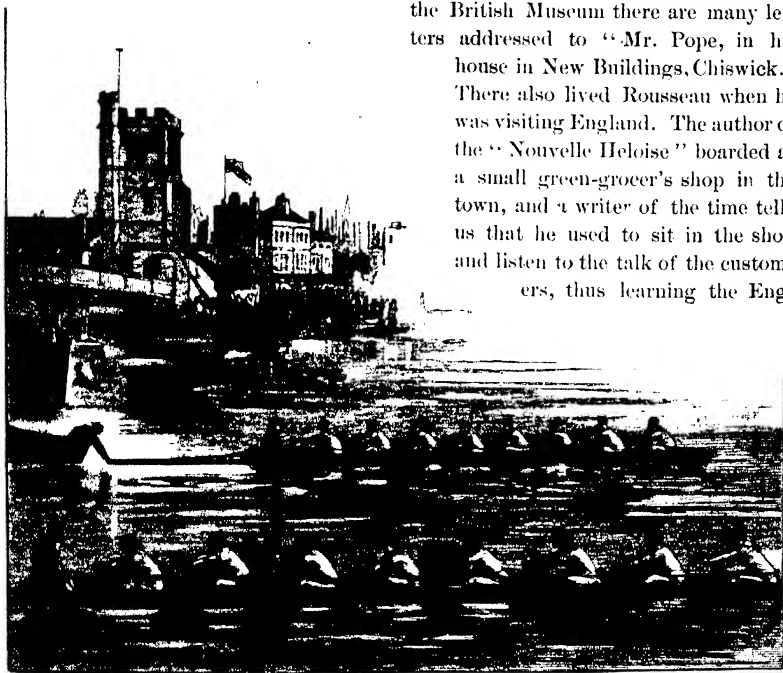 the British Museum there are many le
ters addressed to "Mr. Pope, in h
house in New Buildings, Chiswick.
There also lived Rousseau when h
was visiting England. The author o
the "Nouvelle Heloise" boarded a
a small green-grocer's shop in th
town, and a writer of the time tell
us that he used to sit in the sho
and listen to the talk of the custom
ers, thus learning the Eng